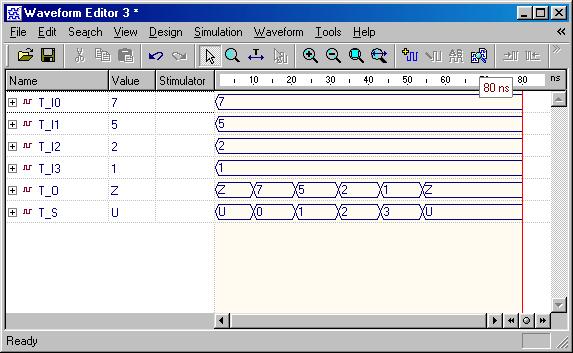 Waveform Editor 3 *
File Edit Search View Design Simulation Waveform Tools Help
Name Value Stimulator 10 20 30 40 50 60 80 ns
80 ns
T_I0 7 7
T_I1 5 5
T_I2 2 2
T_I3 1 1
T_O Z Z 7 5 2 1 Z
T_S U U 0 1 2 3 U
Ready